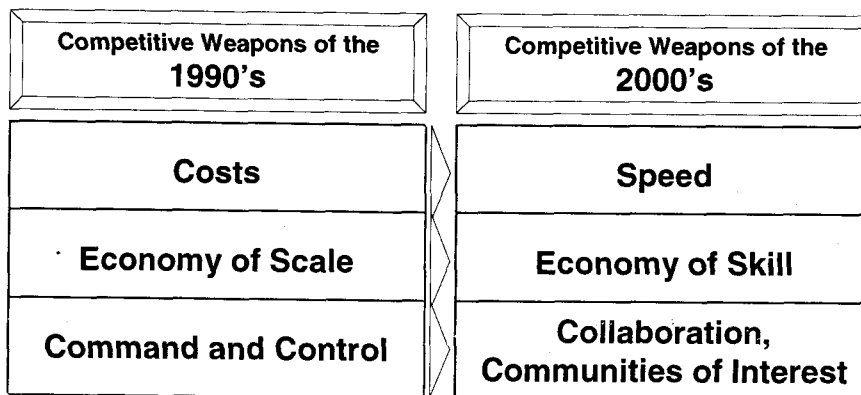 Competitive Weapons of the
1990's
Competitive Weapons of the
2000's
Costs
Speed
Economy of Scale
Economy of Skill
Command and Control
Collaboration,
Communities of Interest